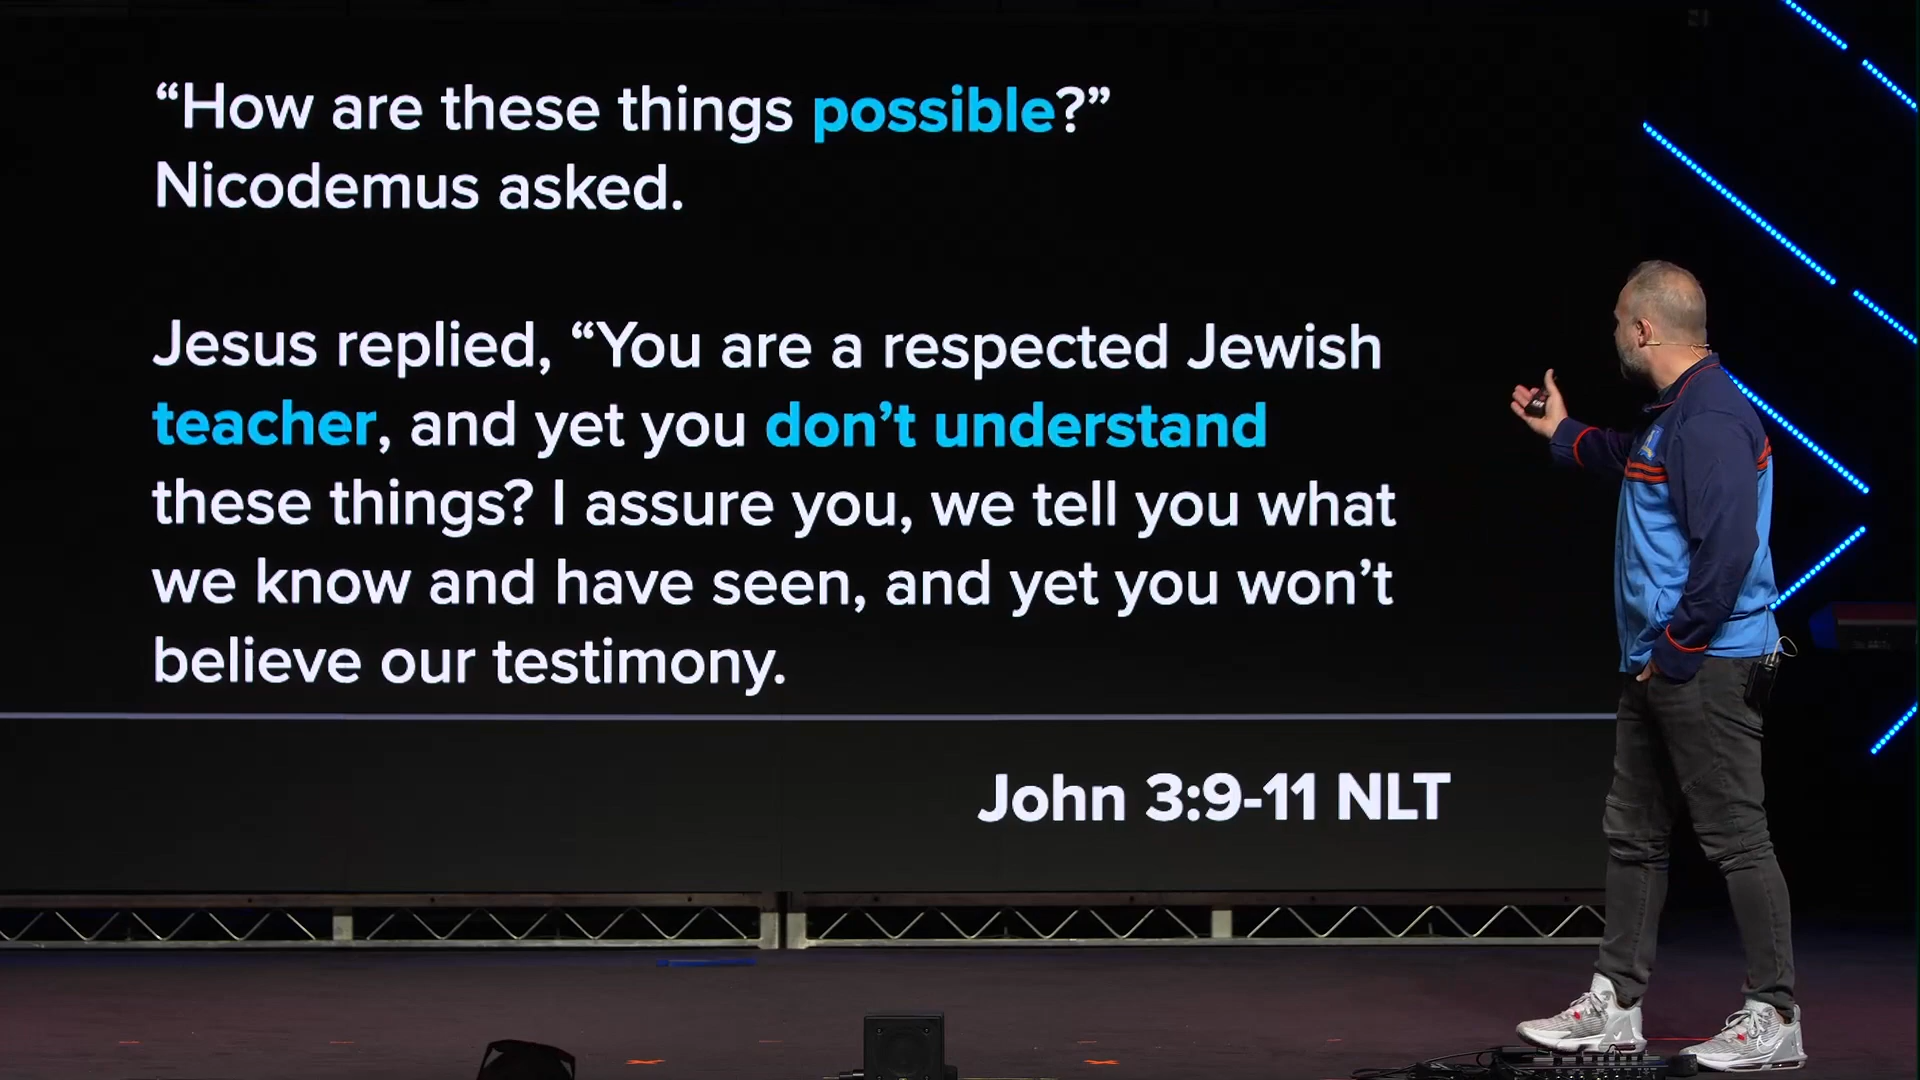 “How are these things possible?”
Nicodemus asked.
Jesus replied, “You are a respected Jewish
teacher, and yet you don’t understand
these things? I assure you, we tell you what
we know and have seen, and yet you won’t
believe our testimony.
John 3:9-11 NLT